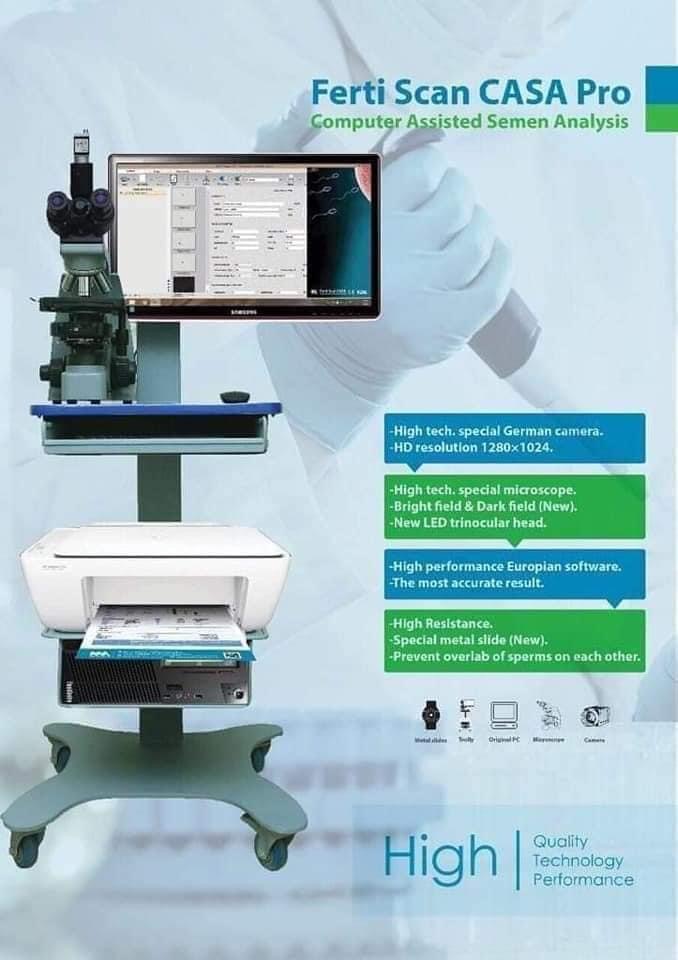 Ferti Scan CASA Pro
Computer Assisted Semen Analysis
SAMSUNG
-High tech. special German camera.
-HD resolution 1280×1024.
-High tech. special microscope.
-Bright field & Dark field (New).
-New LED trinocular head.
-High performance Europian software.
-The most accurate result.
-High Resistance.
-Special metal slide (New).
-Prevent overlab of sperms on each other.
Metal slides
Trolly
Original PC
Microscope
Camera
High
Quality
Technology
Performance